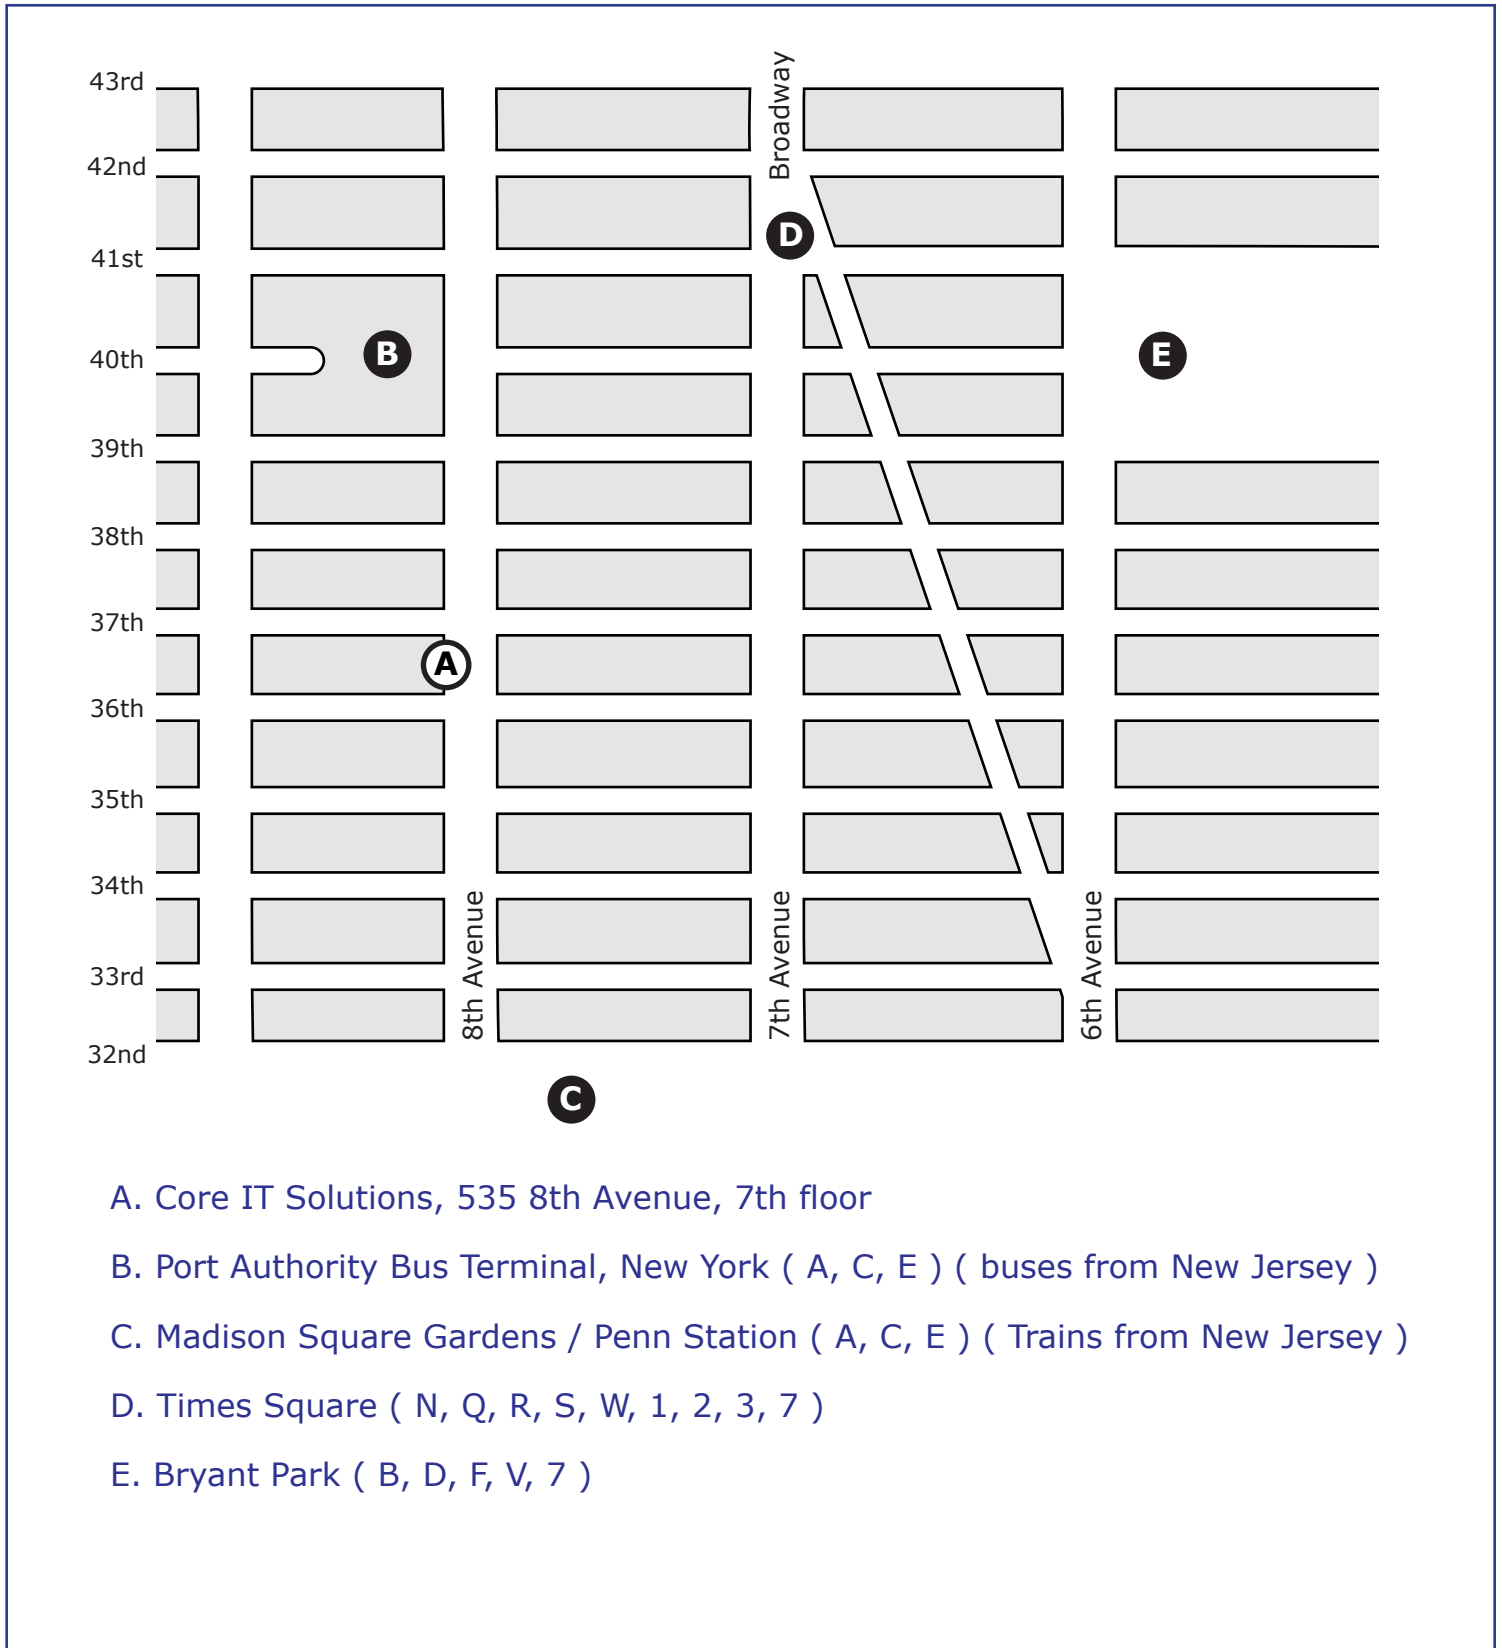 43rd
Broadway
42nd
D
41st
B
40th
E
39th
38th
37th
A
36th
35th
34th
8th Avenue
7th Avenue
6th Avenue
33rd
32nd
C
A. Core IT Solutions, 535 8th Avenue, 7th floor
B. Port Authority Bus Terminal, New York ( A, C, E ) ( buses from New Jersey )
C. Madison Square Gardens / Penn Station ( A, C, E ) ( Trains from New Jersey )
D. Times Square ( N, Q, R, S, W, 1, 2, 3, 7 )
E. Bryant Park ( B, D, F, V, 7 )